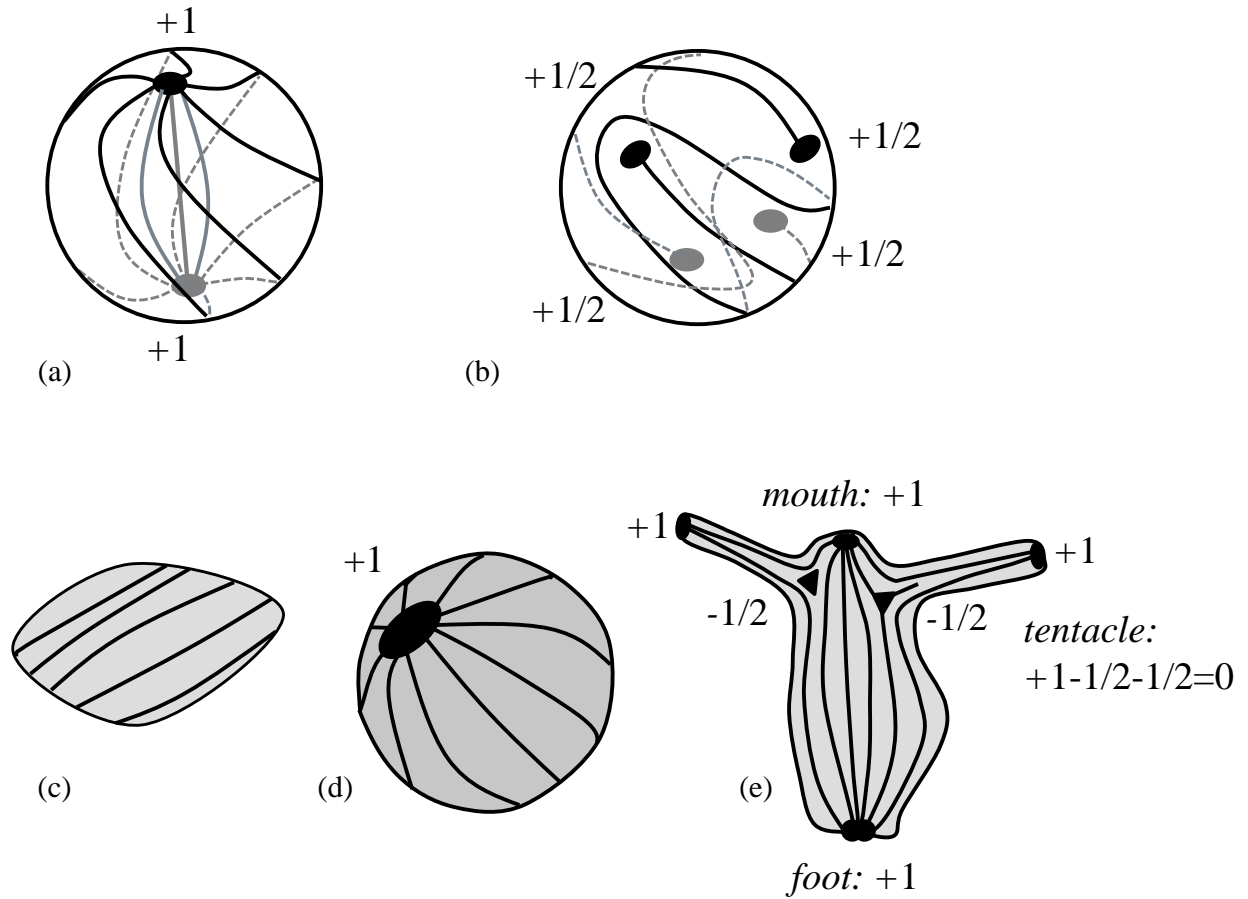 +1
+1
(a)
+1/2
+1/2
+1/2
+1/2
(b)
(c)
+1
(d)
mouth: +1
+1
+1
-1/2
-1/2
tentacle:
+1-1/2-1/2=0
(e)
foot: +1